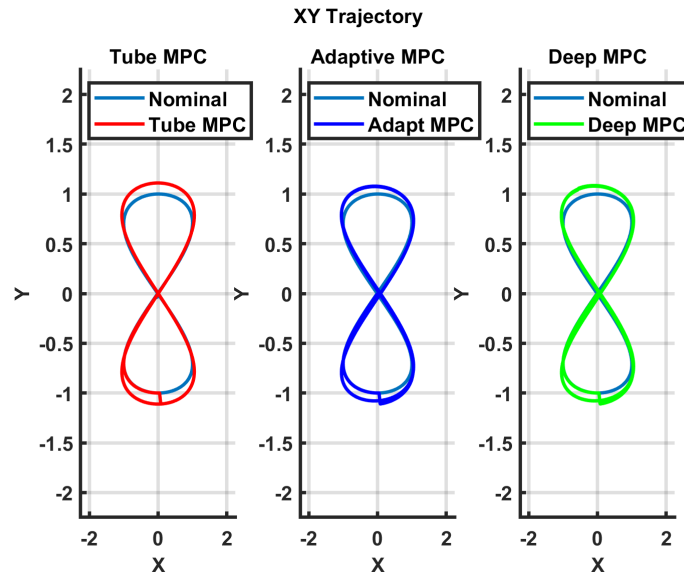 XY Trajectory
Tube MPC
Nominal
Tube MPC
2
1.5
1
0.5
0
-0.5
-1
-1.5
-2
Y
-2
0
2
X
Adaptive MPC
Nominal
Adapt MPC
2
1.5
1
0.5
0
-0.5
-1
-1.5
-2
Y
-2
0
2
X
Deep MPC
Nominal
Deep MPC
2
1.5
1
0.5
0
-0.5
-1
-1.5
-2
Y
-2
0
2
X